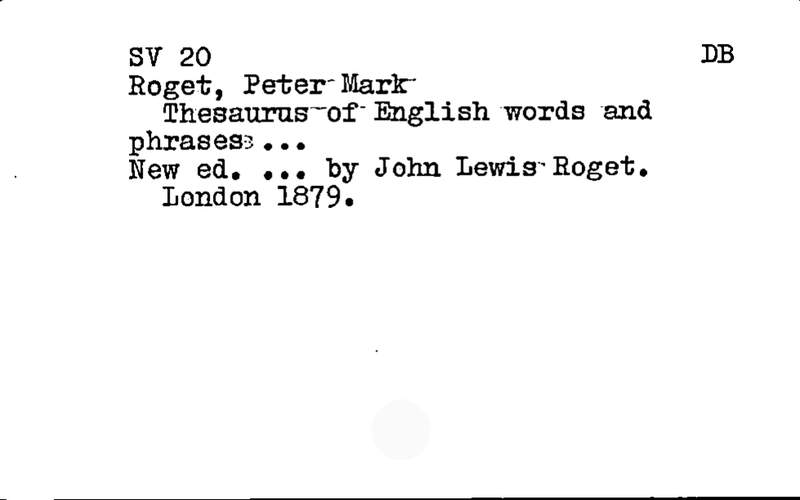 SV 20 DB
Roget, Peter Mark
Thesaurus of English words and
phrases ...
New ed. ... by John Lewis Roget.
London 1879.